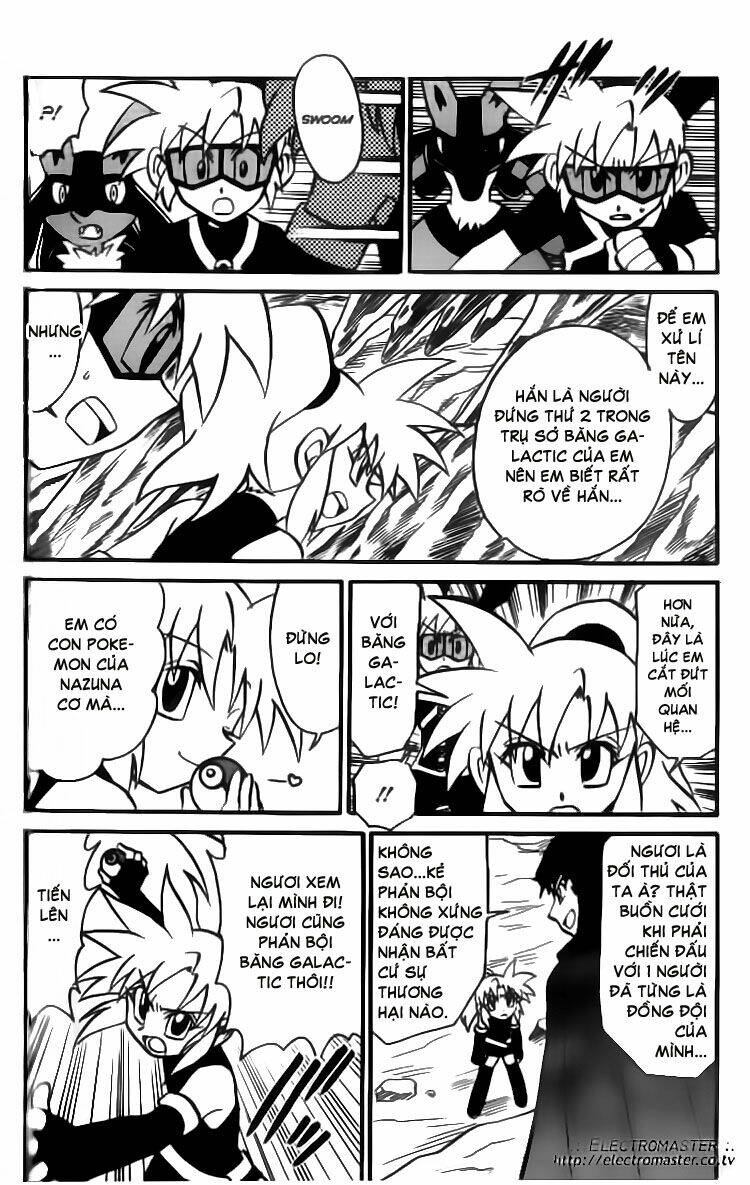 ?!
SWOOM
ĐỂ EM
XỬ LÍ
TÊN
NÀY...
HẮN LÀ NGƯỜI
ĐỨNG THỨ 2 TRONG
TRỤ SỞ BĂNG GA-
LACTIC CỦA EM
NÊN EM BIẾT RẤT
RÓ VỀ HẮN...
NHƯNG
...
EM CÓ
CON POKE-
MON CỦA
NAZUNA
CƠ MÀ...
ĐỪNG
LO!
HƠN
NỮA,
ĐÂY LÀ
LÚC EM
CẮT ĐỨT
MỐI
QUAN
HỆ...
VỚI
BĂNG
GA-
LAC-
TIC!
!!
TIẾN
LÊN
...
NGƯƠI XEM
LẠI MÌNH ĐI!
NGƯƠI CŨNG
PHẢN BỘI
BĂNG GALAC-
TIC THÔI!!
KHÔNG
SAO...KẺ
PHẢN BỘI
KHÔNG XỨNG
ĐÁNG ĐƯỢC
NHẬN BẤT
CỨ SỰ
THƯƠNG
HẠI NÀO.
NGƯƠI LÀ
ĐỐI THỦ CỦA
TA À? THẬT
BUỒN CƯỜI
KHI PHẢI
CHIẾN ĐẤU
VỚI 1 NGƯỜI
ĐÃ TỪNG LÀ
ĐỒNG ĐỘI
CỦA
MÌNH...
.:. ELECTROMASTER .:.
http://electromaster.co.tv